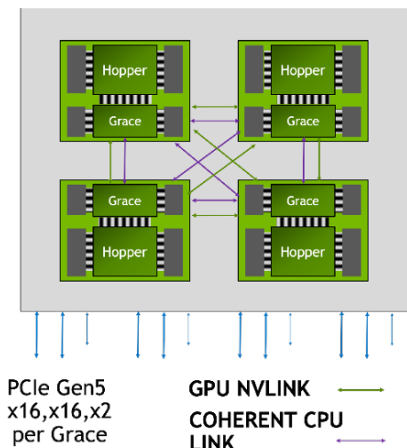 Hopper
Hopper
Grace
Grace
Grace
Grace
Hopper
Hopper
PCIe Gen5
x16,x16,x2
per Grace
GPU NVLINK
COHERENT CPU
LINK